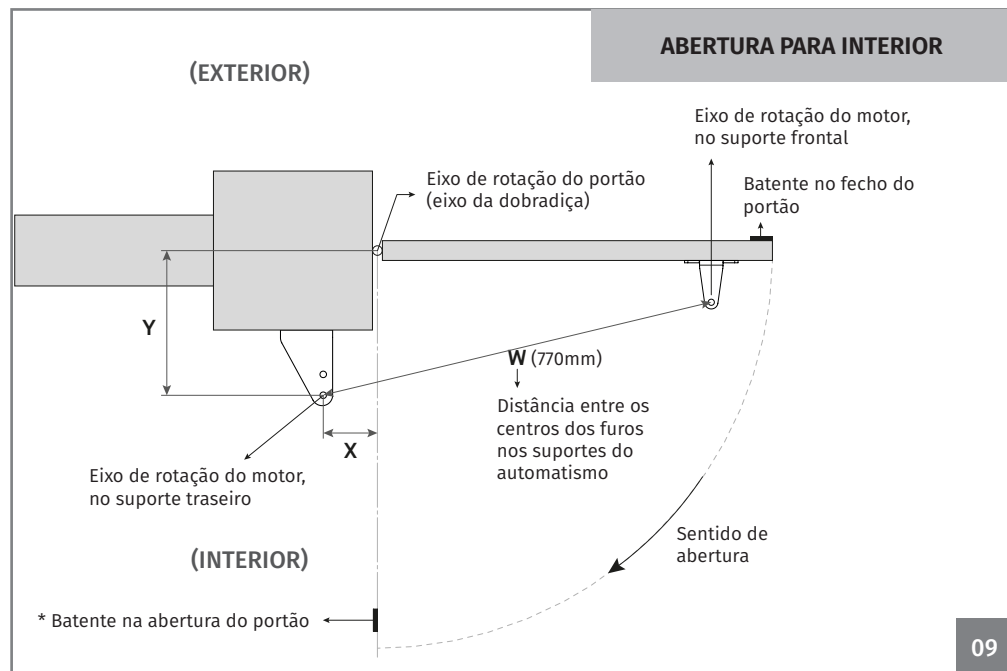 ABERTURA PARA INTERIOR
(EXTERIOR)
Eixo de rotação do motor,
no suporte frontal
Eixo de rotação do portão
(eixo da dobradiça)
Batente no fecho do
portão
Y
W (770mm)
Distância entre os
centros dos furos
nos suportes do
automatismo
X
Eixo de rotação do motor,
no suporte traseiro
Sentido de
abertura
(INTERIOR)
* Batente na abertura do portão
09